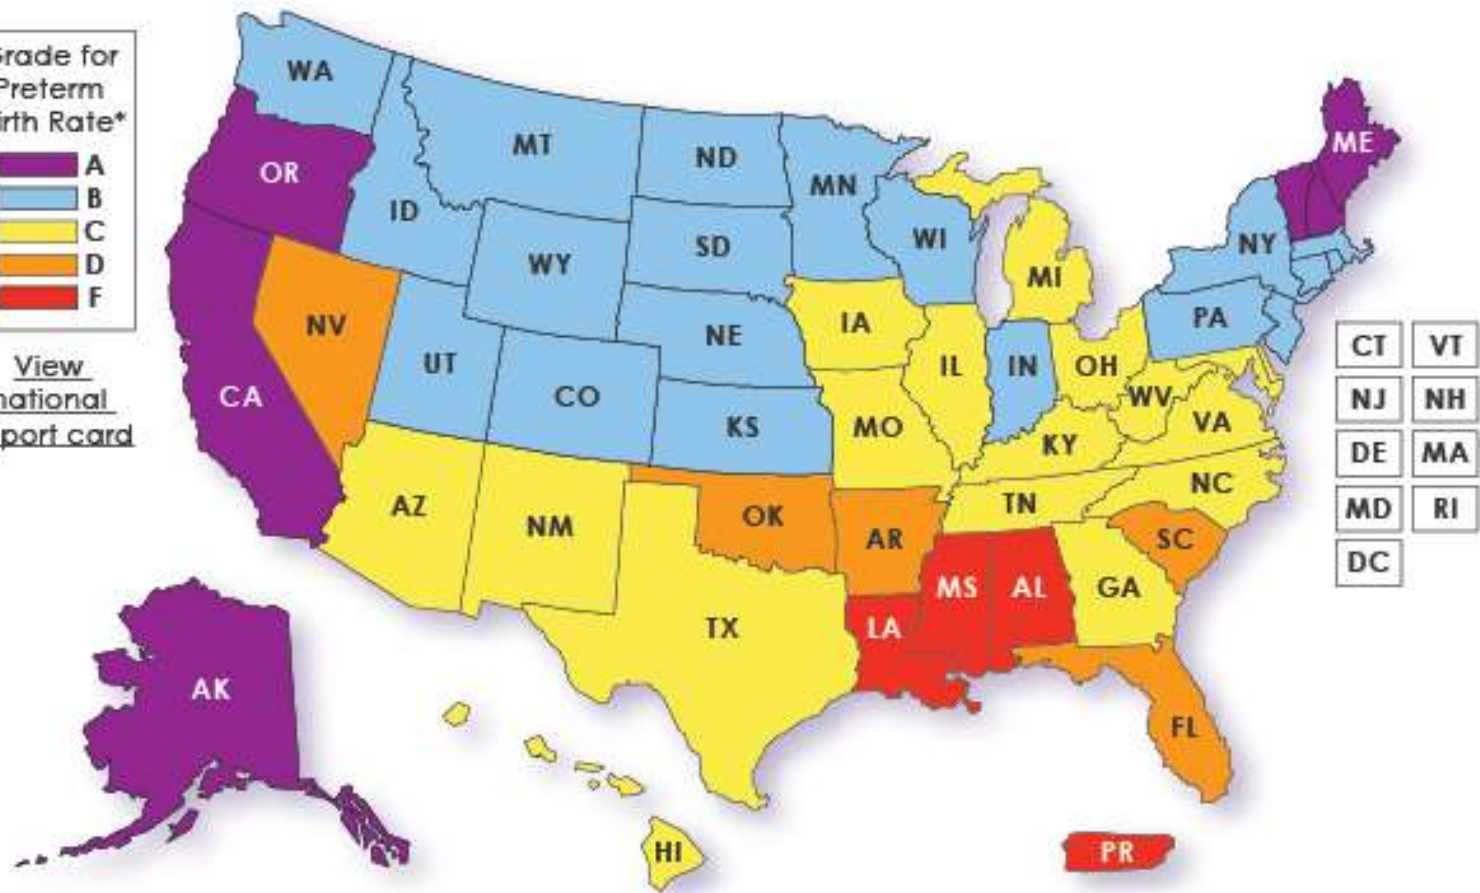 rade for
Preterm
irth Rate*
A
B
C
D
F
View
national
port card
WA
OR
CA
NV
ID
MT
WY
UT
CO
AZ
NM
ND
SD
NE
KS
OK
TX
MN
IA
MO
AR
LA
WI
IL
MI
IN
OH
KY
TN
MS
AL
GA
FL
SC
NC
VA
WV
PA
NY
ME
AK
HI
PR
CT VT
NJ NH
DE MA
MD RI
DC